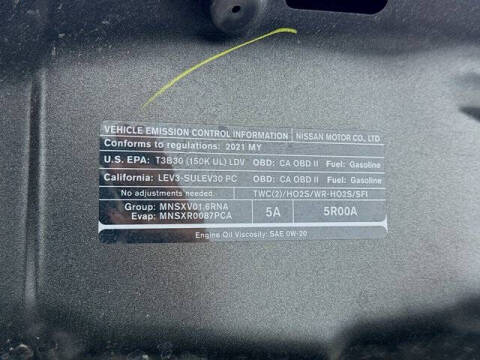 VEHICLE EMISSION CONTROL INFORMATION NISSAN MOTOR CO., LTD
Conforms to regulations: 2021 MY
U.S. EPA: T3B30 (150K UL) LDV OBD: CA OBD II Fuel: Gasoline
California: LEV3-SULEV30 PC OBD: CA OBD II Fuel: Gasoline
No adjustments needed. TWC(2)/HO2S/WR-HO2S/SFI
Group: MNSXV01.6RNA
Evap: MNSXR0087PCA
5A 5R00A
Engine Oil Viscosity: SAE 0W-20